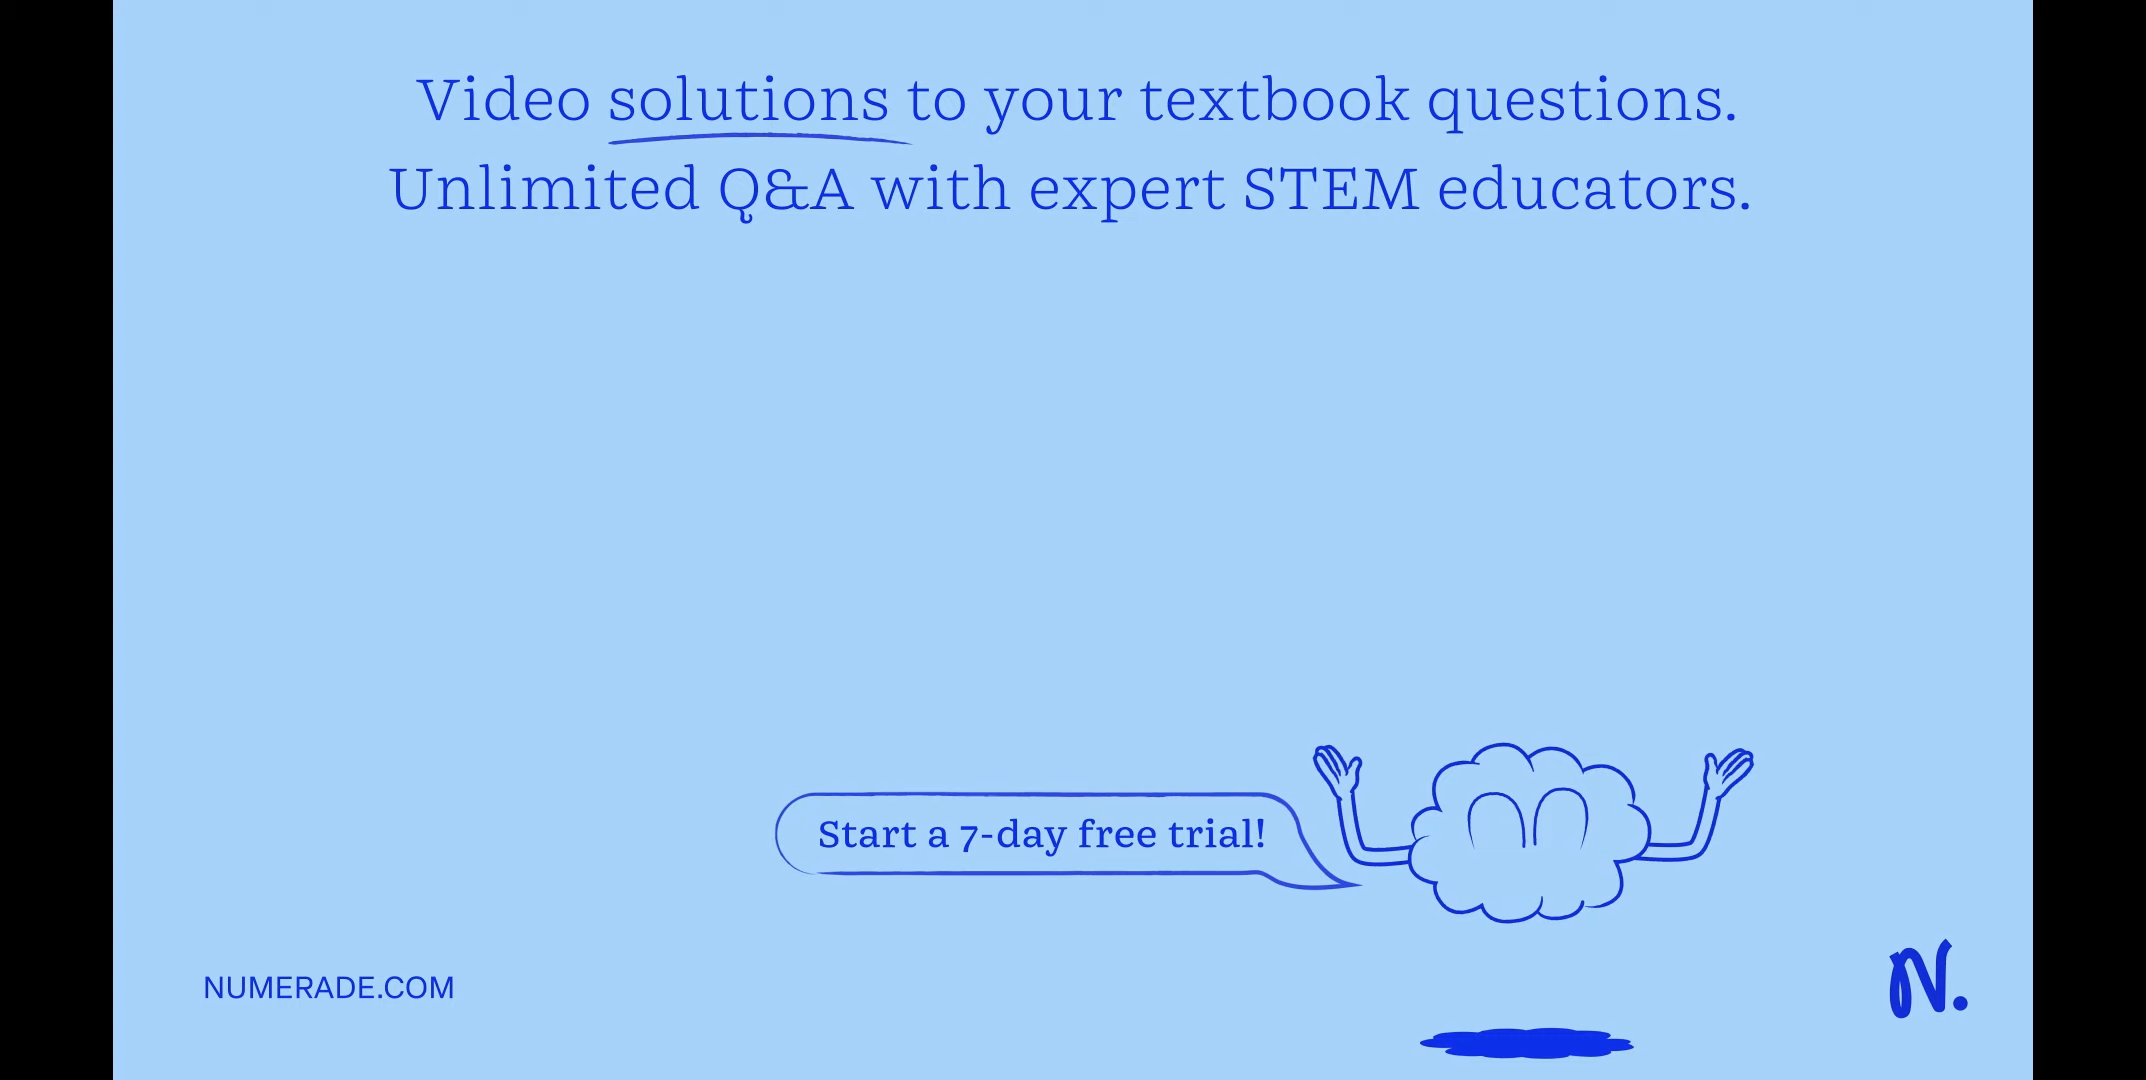 Video solutions to your textbook questions.
Unlimited Q&A with expert STEM educators.
Start a 7-day free trial!
NUMERADE.COM
N.